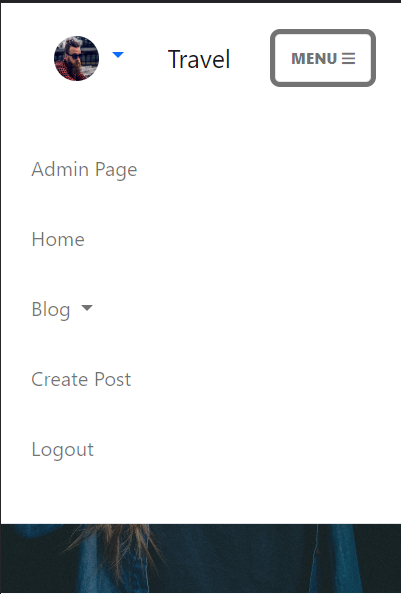 Travel
MENU
Admin Page
Home
Blog
Create Post
Logout